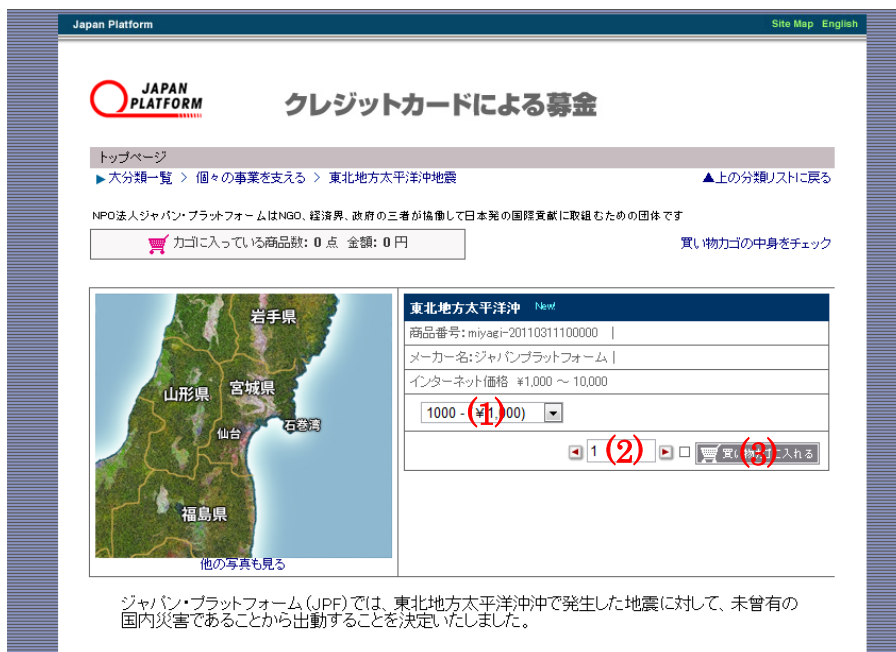 Japan Platform
Site Map English
JAPAN
PLATFORM
クレジットカードによる募金
トップページ
▶大分類一覧 > 個々の事業を支える > 東北地方太平洋沖地震
▲上の分類リストに戻る
NPO法人ジャパン・プラットフォームはNGO、経済界、政府の三者が協働して日本発の国際貢献に取組むための団体です
カゴに入っている商品数: 0 点 金額: 0 円
買い物カゴの中身をチェック
岩手県
山形県
宮城県
仙台
石巻湾
福島県
他の写真も見る
東北地方太平洋沖 New!
商品番号:miyagi-20110311100000 |
メーカー名:ジャパンプラットフォーム |
インターネット価格 ¥1,000 ~ 10,000
1000 - (¥1,000)
(1)
1
(2)
買い物カゴに入れる
(3)
ジャパン・プラットフォーム(JPF)では、東北地方太平洋沖沖で発生した地震に対して、未曾有の
国内災害であることから出動することを決定いたしました。